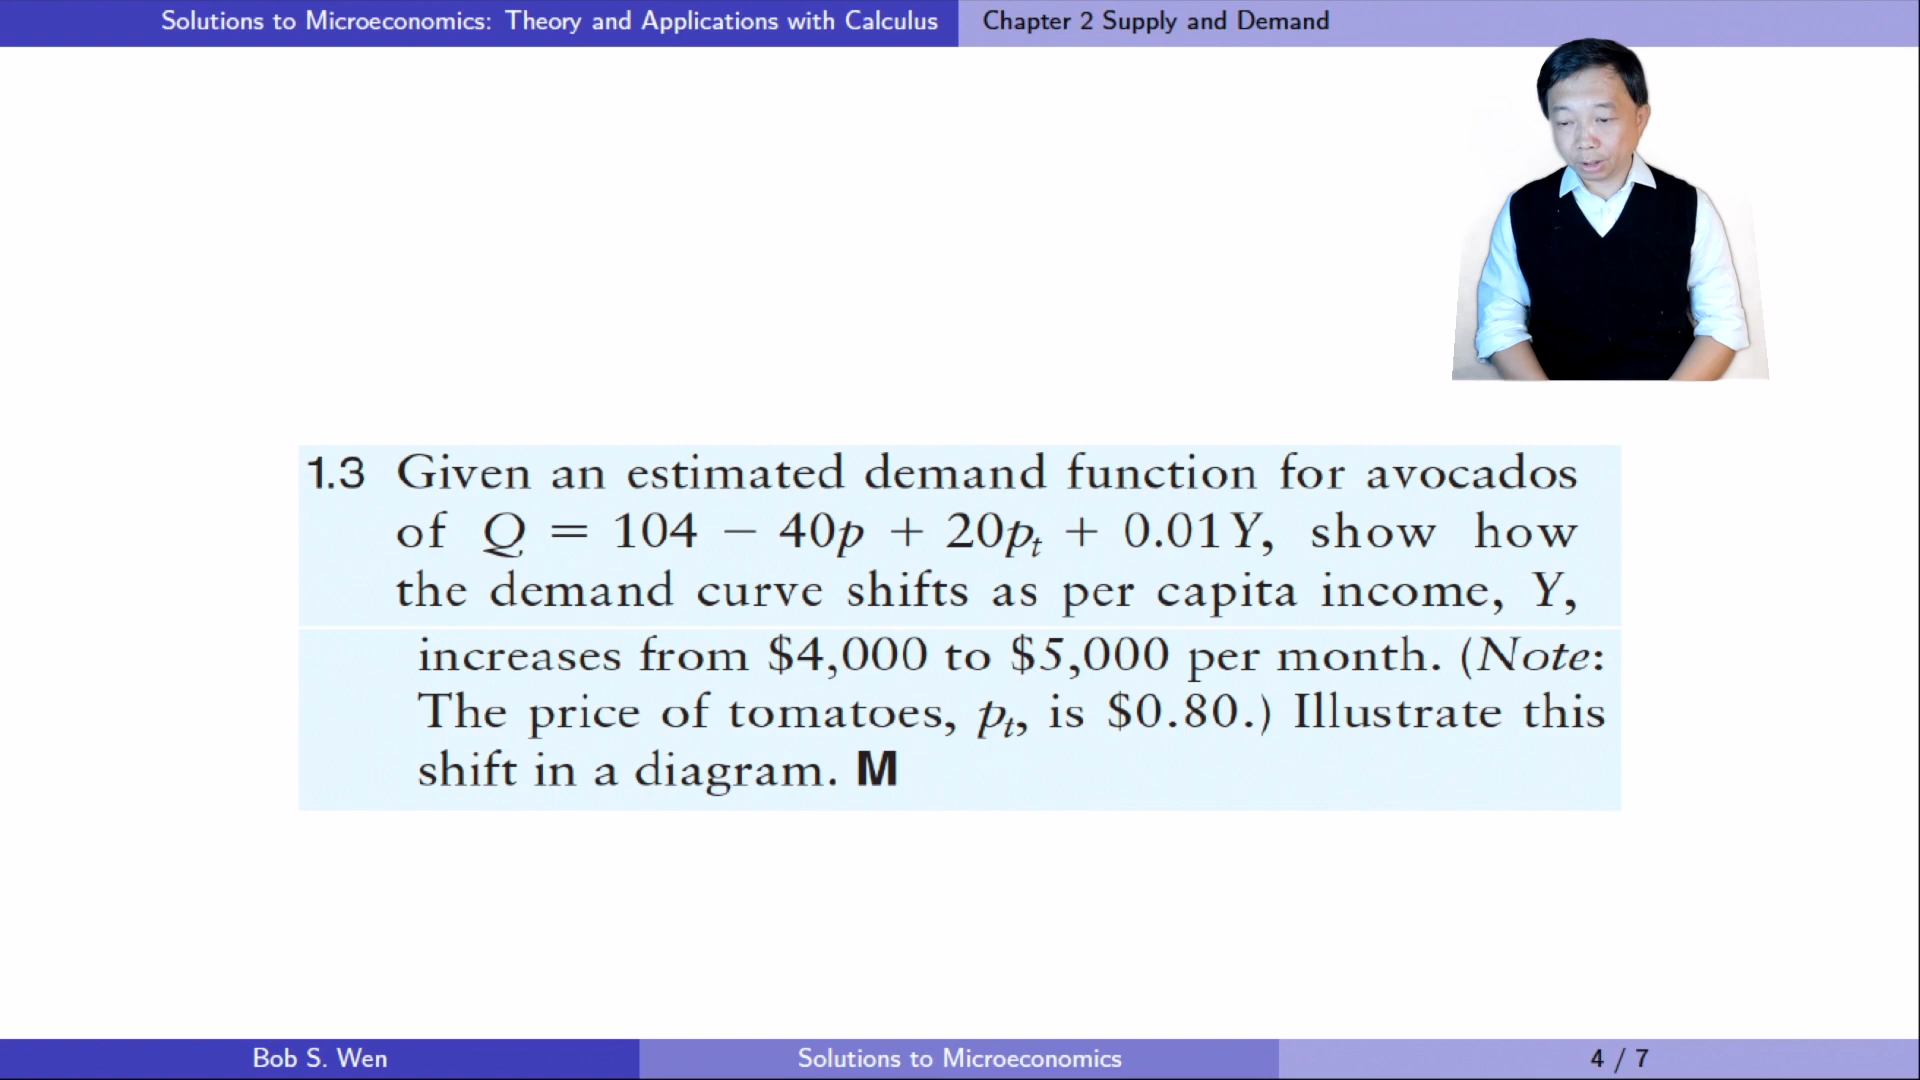 Solutions to Microeconomics: Theory and Applications with Calculus
Chapter 2 Supply and Demand
1.3 Given an estimated demand function for avocados
of Q = 104 − 40p + 20pₜ + 0.01Y, show how
the demand curve shifts as per capita income, Y,
increases from $4,000 to $5,000 per month. (Note:
The price of tomatoes, pₜ, is $0.80.) Illustrate this
shift in a diagram. M
Bob S. Wen
Solutions to Microeconomics
4 / 7